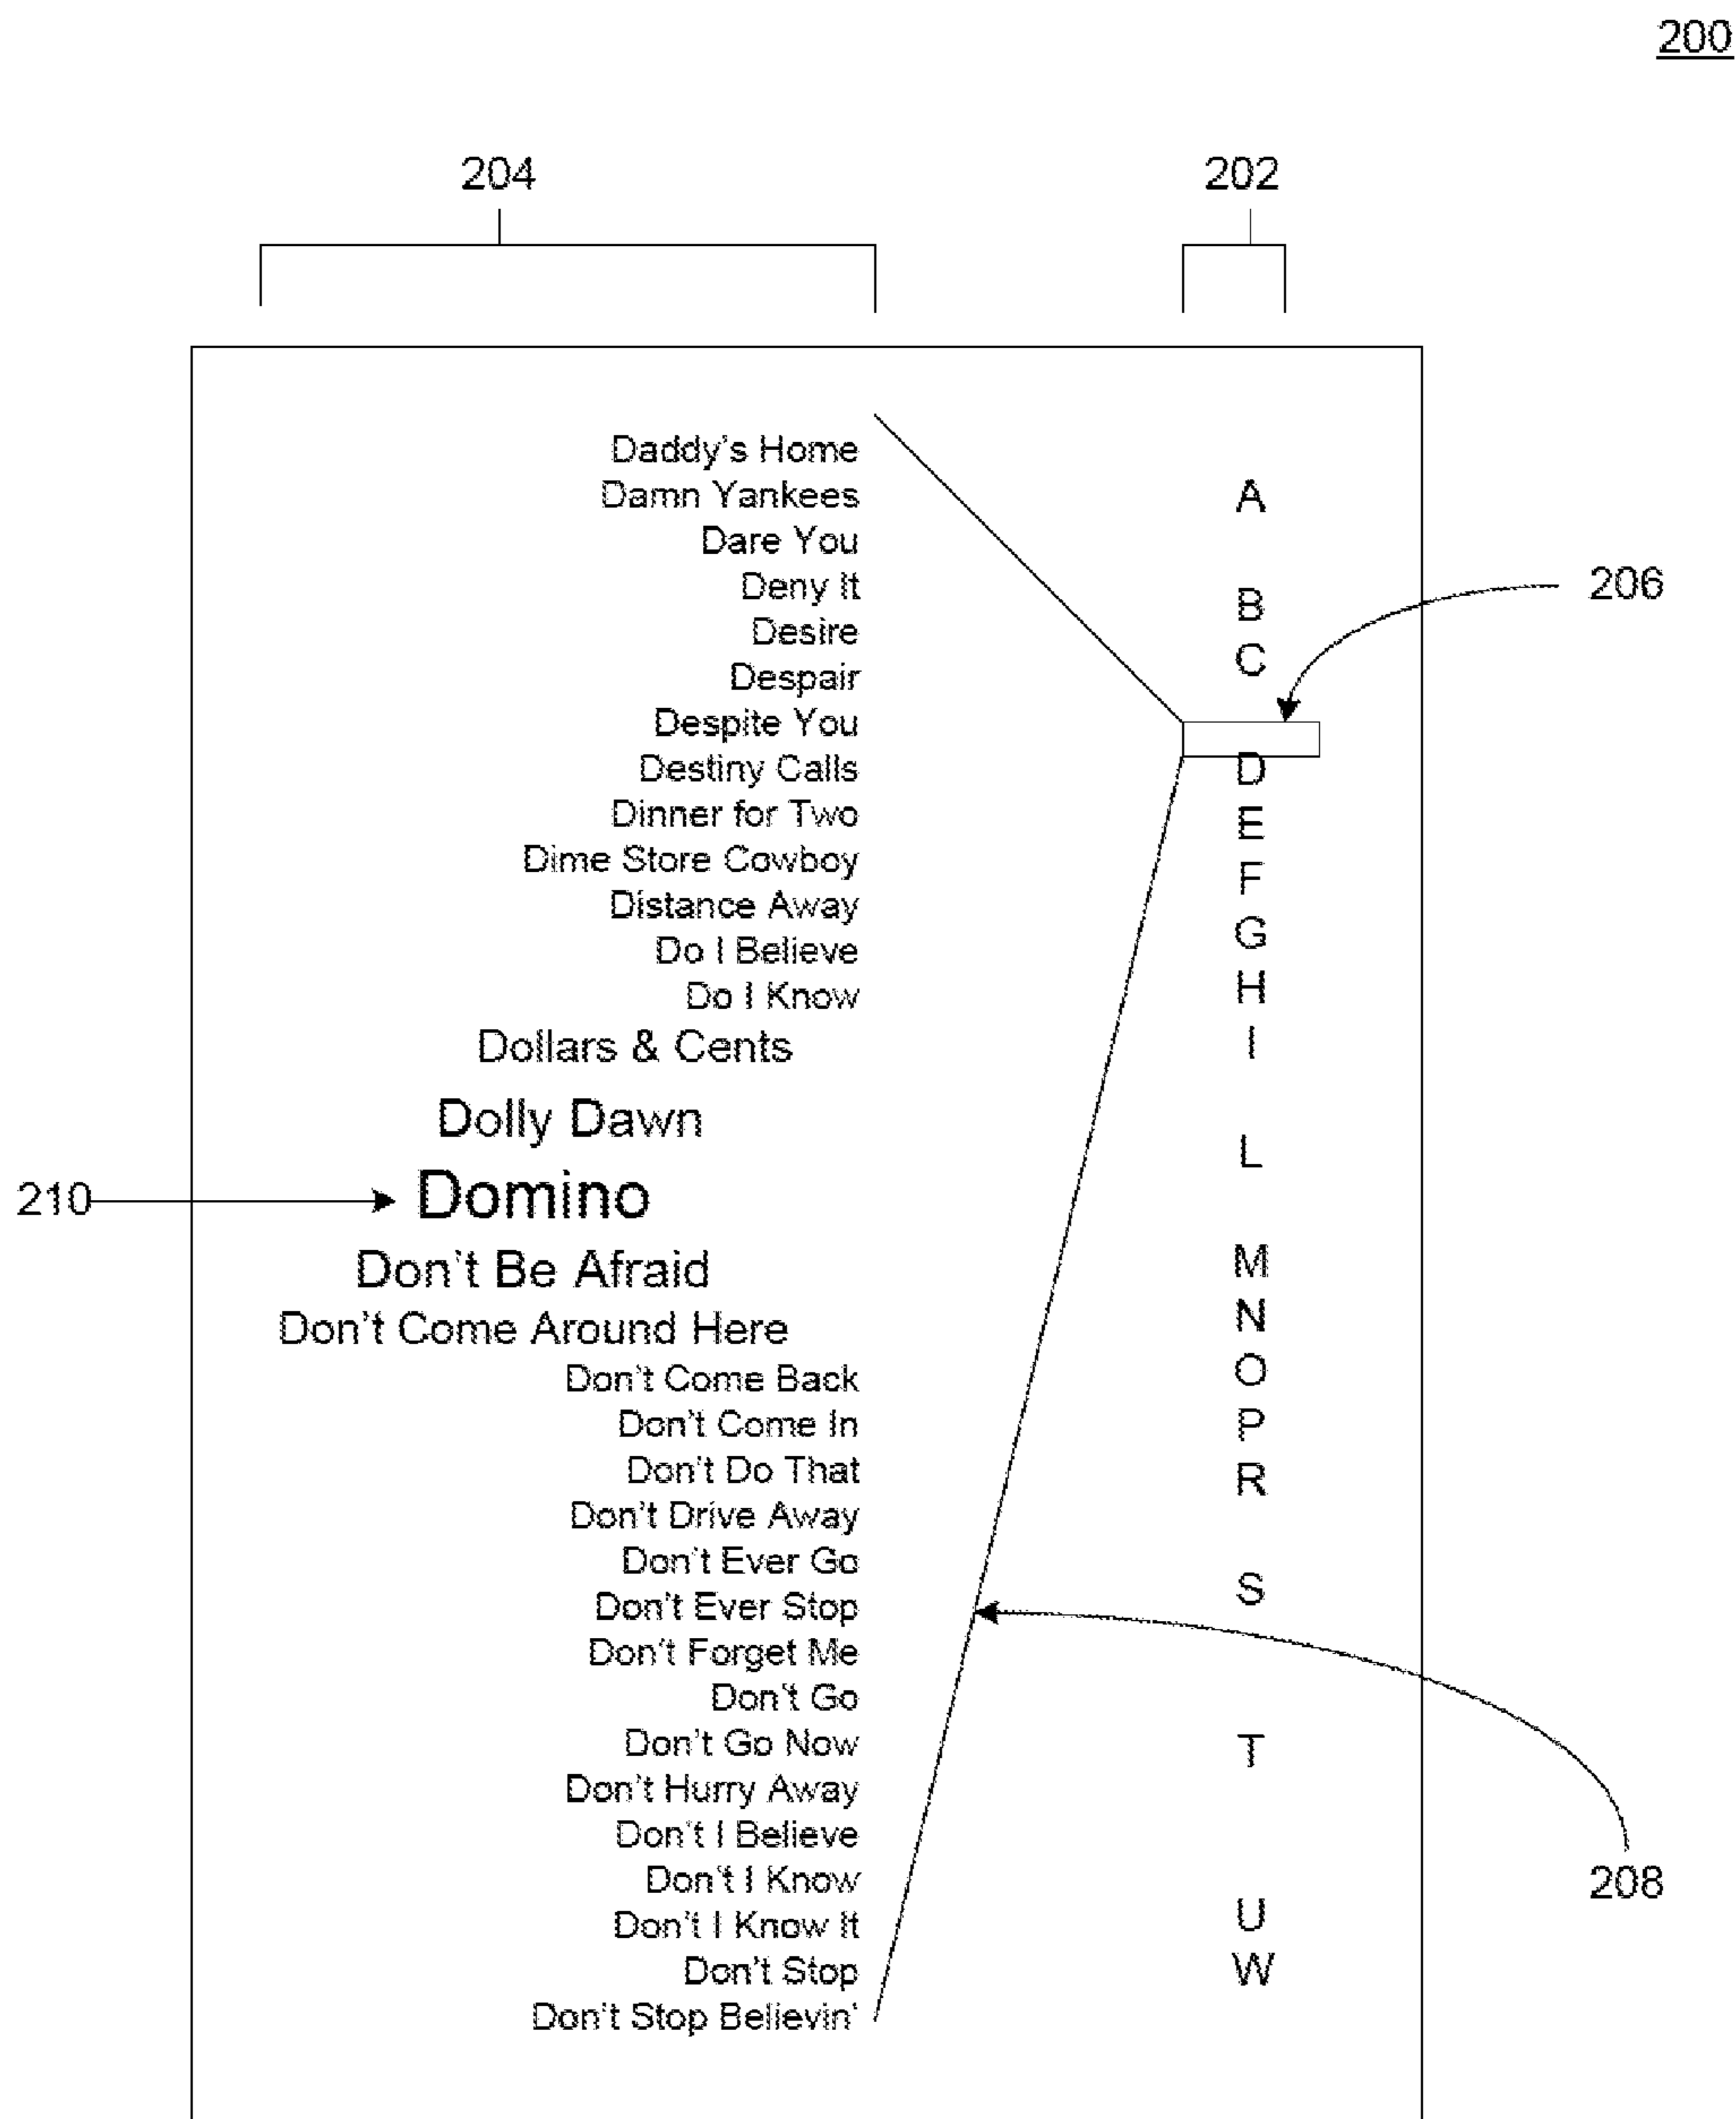 200
204
202
Daddy's Home
Damn Yankees
Dare You
Deny It
Desire
Despair
Despite You
Destiny Calls
Dinner for Two
Dime Store Cowboy
Distance Away
Do I Believe
Do I Know
Dollars & Cents
Dolly Dawn
Domino
Don't Be Afraid
Don't Come Around Here
Don't Come Back
Don't Come In
Don't Do That
Don't Drive Away
Don't Ever Go
Don't Ever Stop
Don't Forget Me
Don't Go
Don't Go Now
Don't Hurry Away
Don't I Believe
Don't I Know
Don't I Know It
Don't Stop
Don't Stop Believin'
210
A
B
C
D
E
F
G
H
I
L
M
N
O
P
R
S
T
U
W
206
208